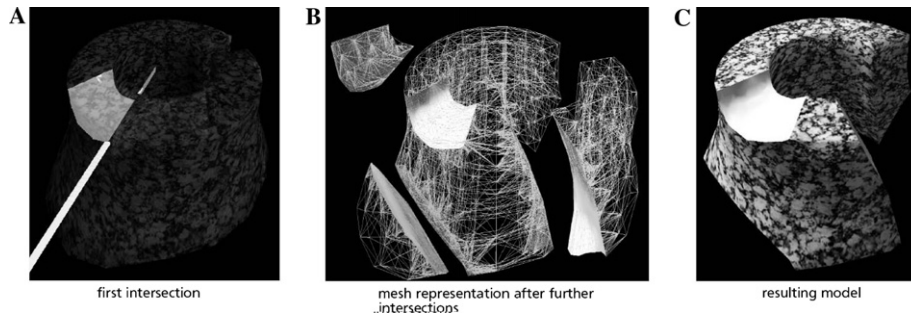 A
B
C
first intersection
mesh representation after further
intersections
resulting model